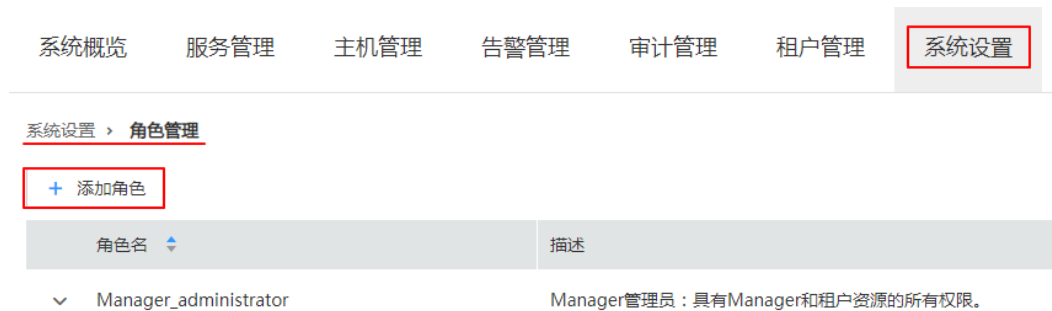 系统概览 服务管理 主机管理 告警管理 审计管理 租户管理 系统设置
系统设置 › 角色管理
+ 添加角色
角色名 描述
Manager_administrator Manager管理员：具有Manager和租户资源的所有权限。